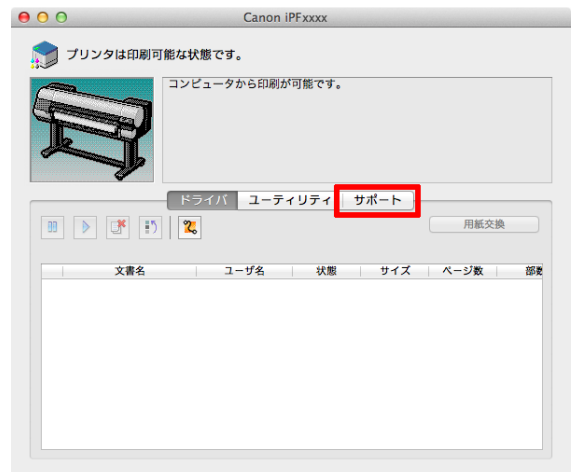 Canon iPFxxxx
プリンタは印刷可能な状態です。
コンピュータから印刷が可能です。
ドライバ ユーティリティ サポート
用紙交換
文書名 ユーザ名 状態 サイズ ページ数 部数